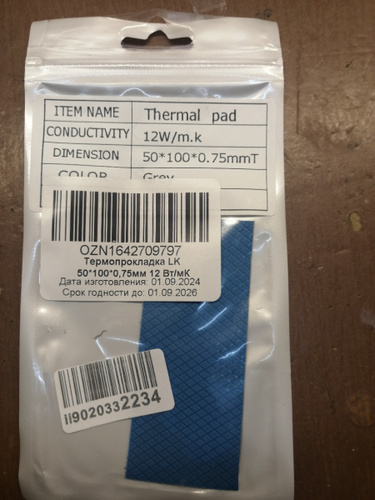 ITEM NAME Thermal pad
CONDUCTIVITY 12W/m.k
DIMENSION 50*100*0.75mmT
COLOR Grey
OZN1642709797
Термопрокладка LK
50*100*0,75мм 12 Вт/мК
Дата изготовления: 01.09.2024
Срок годности до: 01.09.2026
ii9020332234